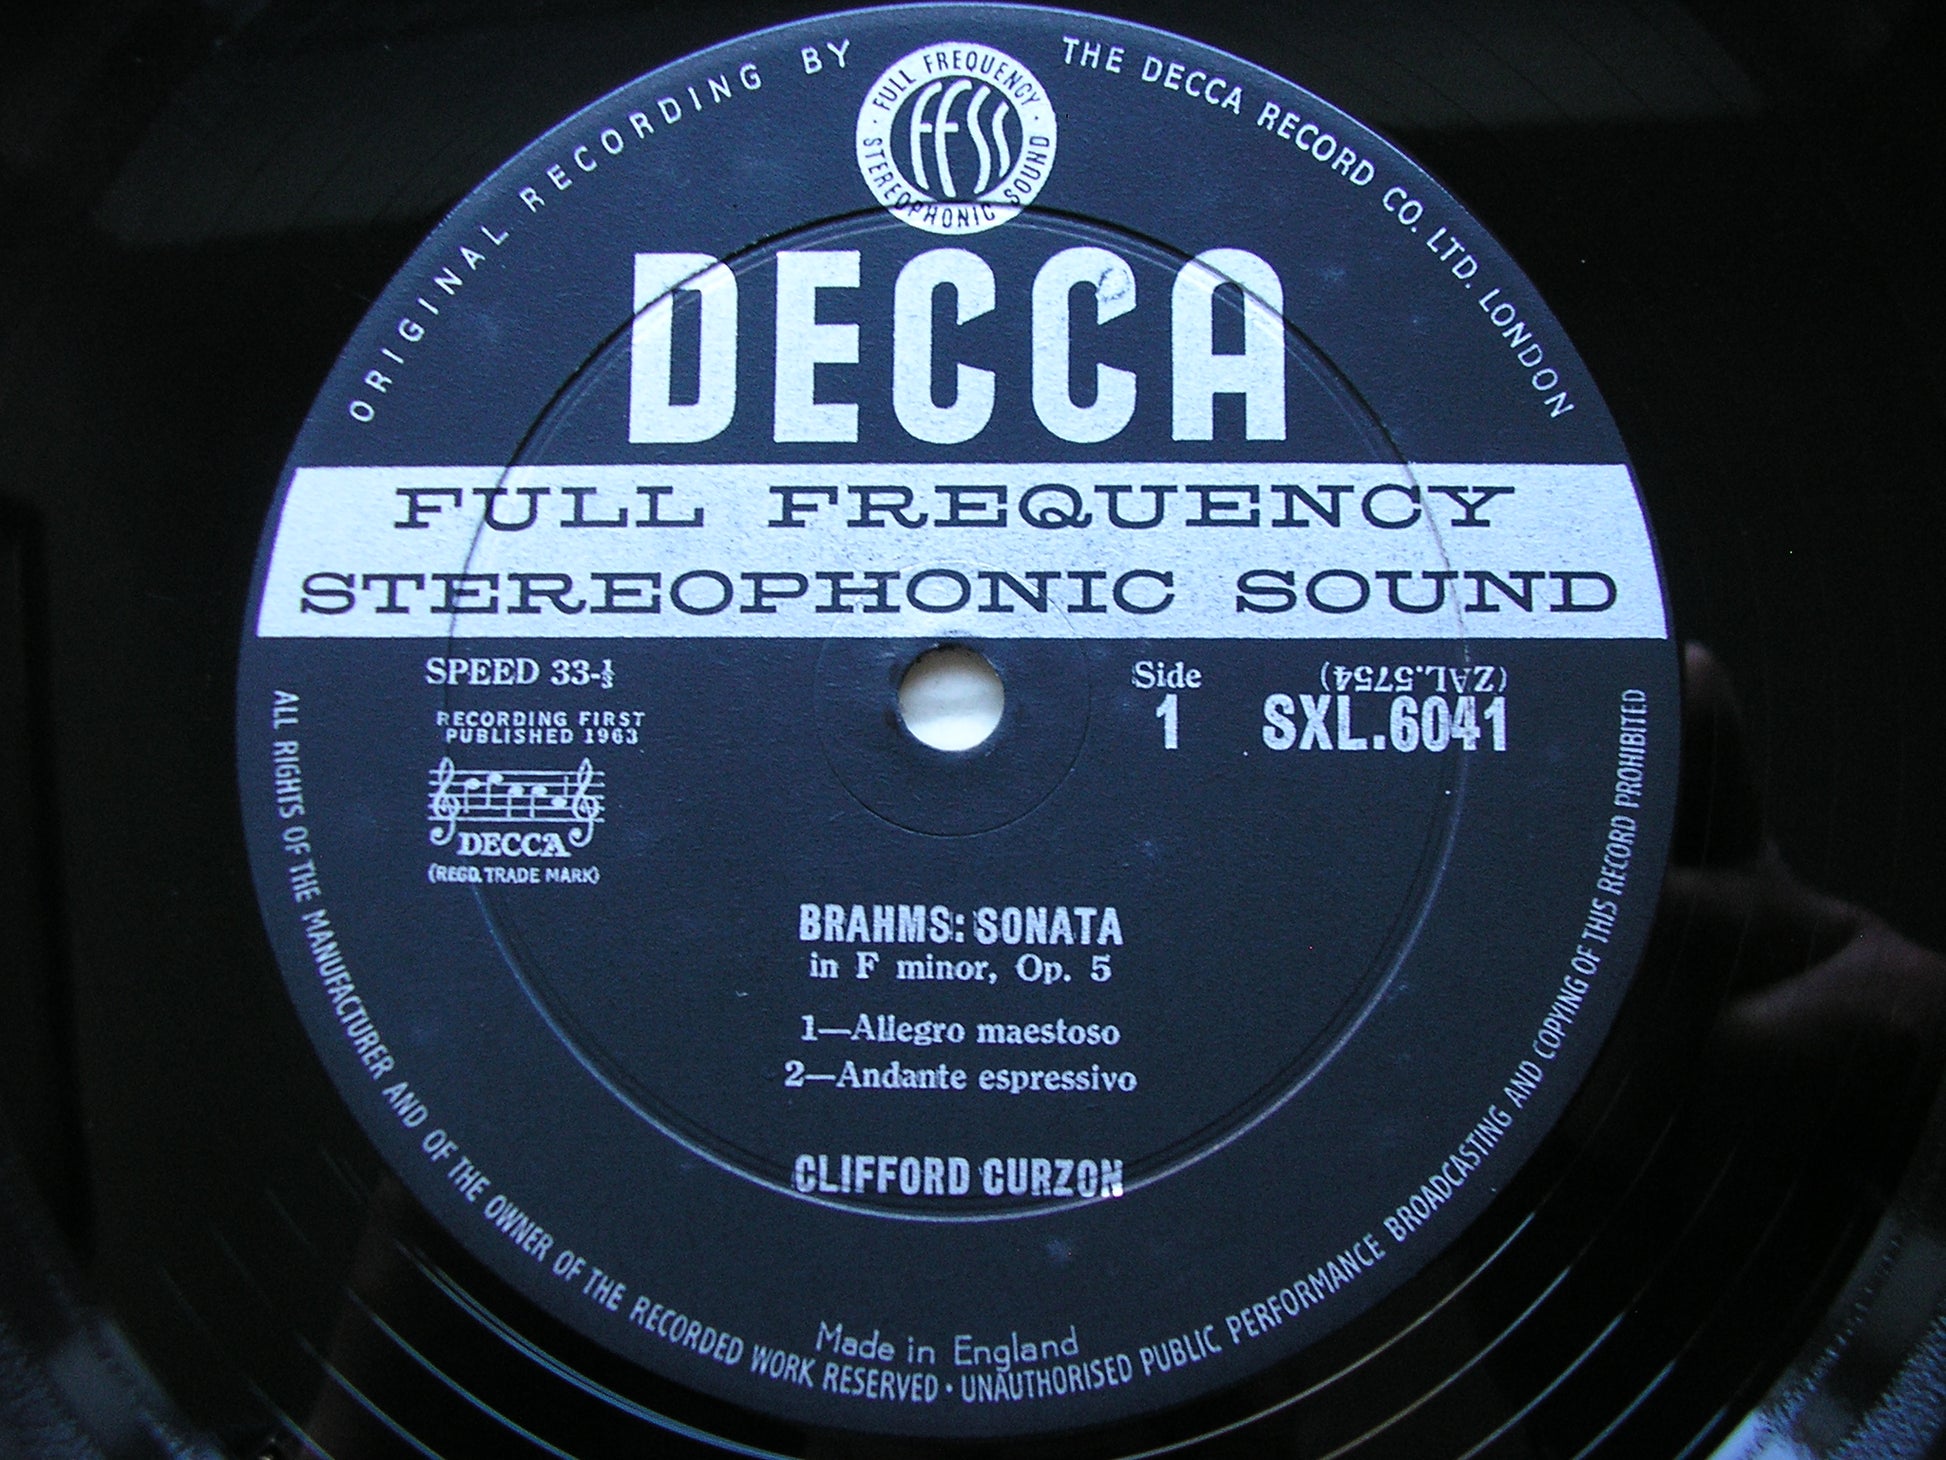 ORIGINAL RECORDING BY
THE DECCA RECORD CO. LTD. LONDON
FULL FREQUENCY
STEREOPHONIC SOUND
FFSS
DECCA
FULL FREQUENCY
STEREOPHONIC SOUND
SPEED 33-⅓
RECORDING FIRST
PUBLISHED 1963
DECCA
(REGD. TRADE MARK)
Side
1
(ZAL.5754)
SXL.6041
BRAHMS: SONATA
in F minor, Op. 5
1—Allegro maestoso
2—Andante espressivo
CLIFFORD CURZON
Made in England
ALL RIGHTS OF THE MANUFACTURER AND OF THE OWNER OF THE RECORDED WORK RESERVED · UNAUTHORISED PUBLIC PERFORMANCE BROADCASTING AND COPYING OF THIS RECORD PROHIBITED